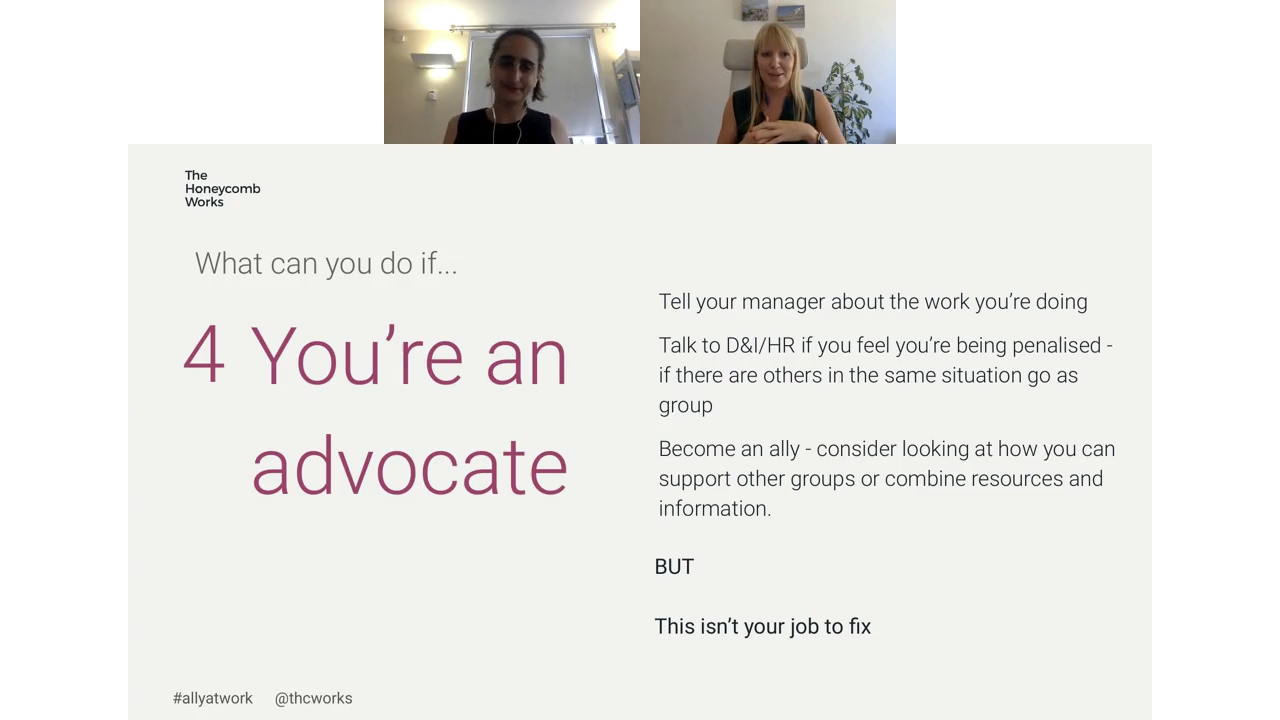 The
Honeycomb
Works
What can you do if...
4 You’re an
advocate
Tell your manager about the work you’re doing
Talk to D&I/HR if you feel you’re being penalised -
if there are others in the same situation go as
group
Become an ally - consider looking at how you can
support other groups or combine resources and
information.
BUT
This isn’t your job to fix
#allyatwork @thcworks